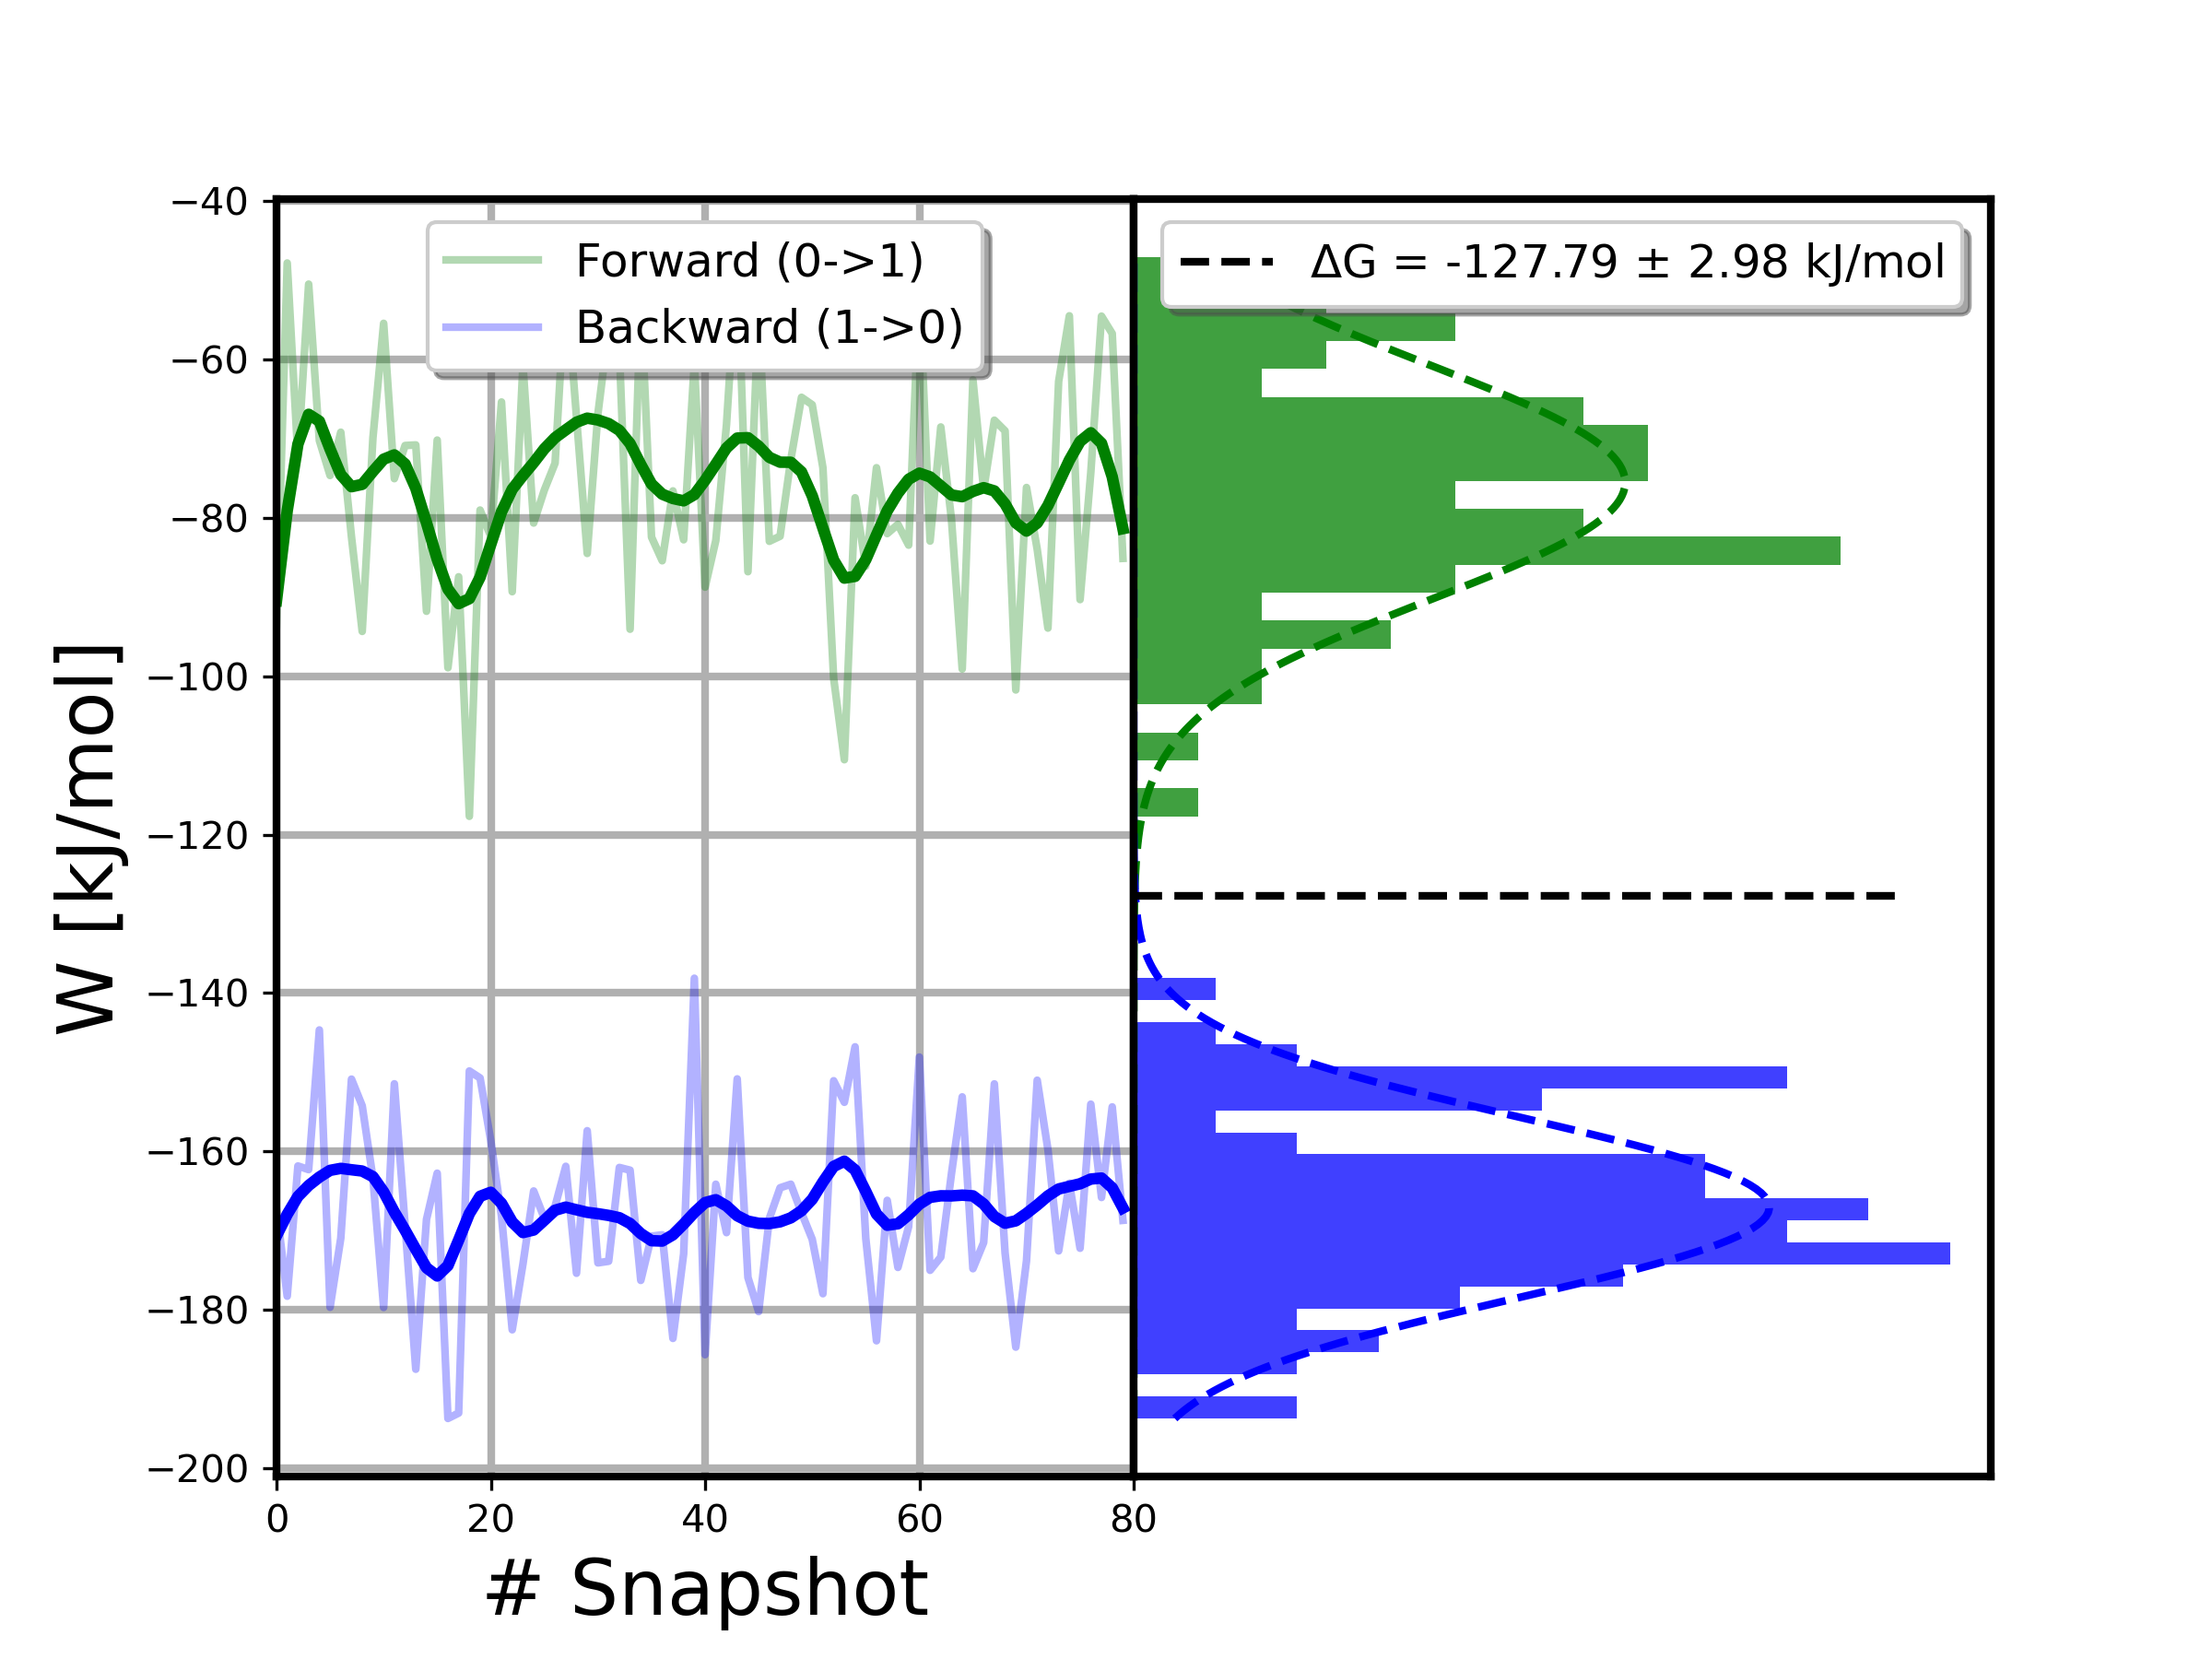 Forward (0->1)
Backward (1->0)
ΔG = -127.79 ± 2.98 kJ/mol
W [kJ/mol]
−40
−60
−80
−100
−120
−140
−160
−180
−200
0 20 40 60 80
# Snapshot